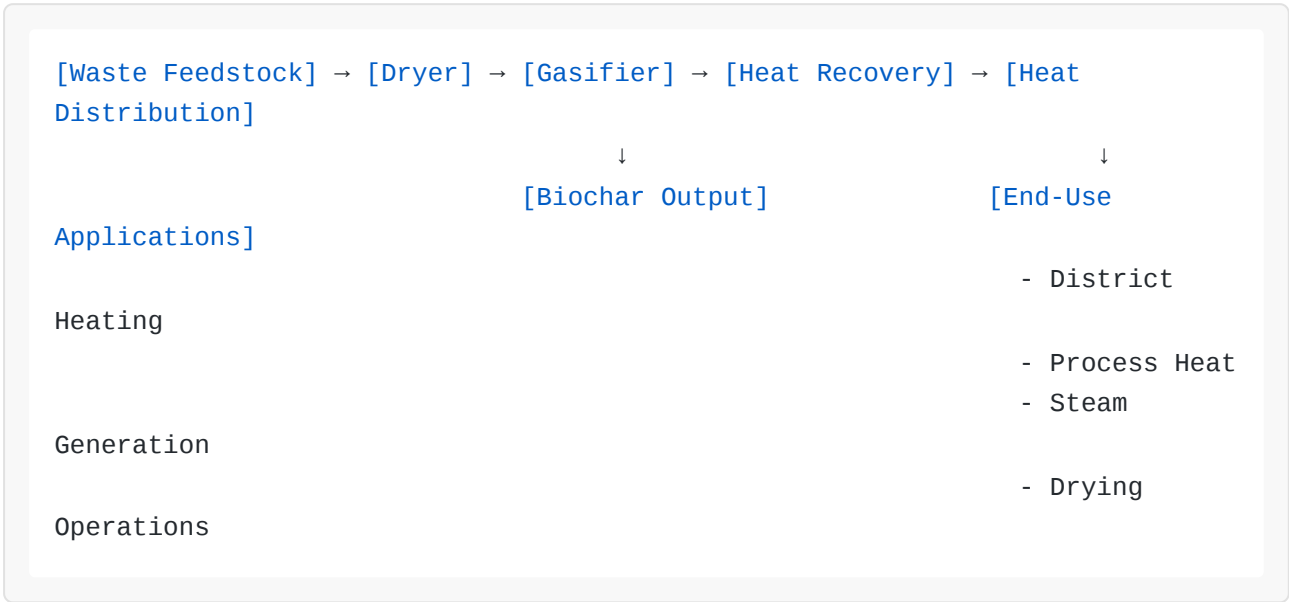 [Waste Feedstock] → [Dryer] → [Gasifier] → [Heat Recovery] → [Heat
Distribution]
↓ ↓
[Biochar Output] [End-Use
Applications]
- District
Heating
- Process Heat
- Steam
Generation
- Drying
Operations